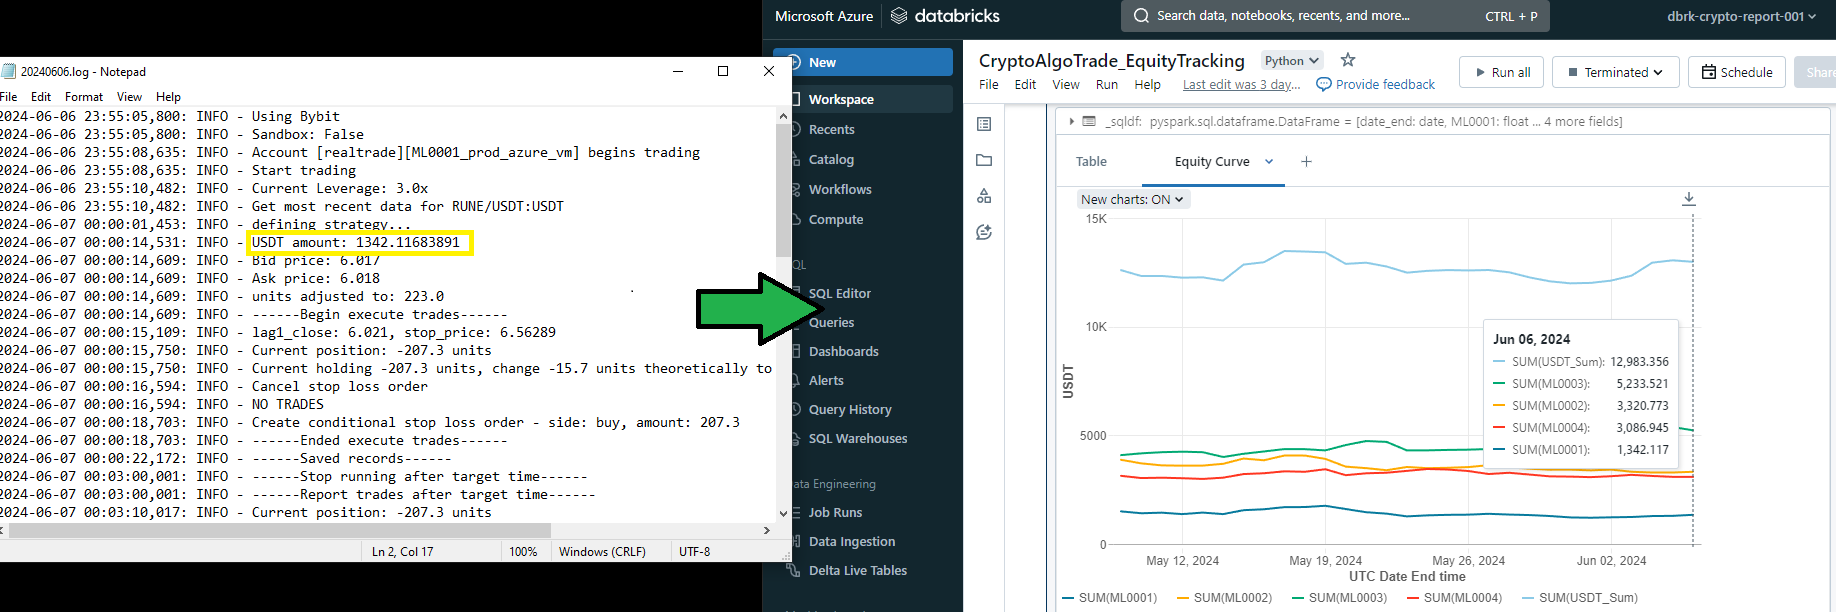 20240606.log - Notepad
File Edit Format View Help
2024-06-06 23:55:05,800: INFO - Using Bybit
2024-06-06 23:55:05,800: INFO - Sandbox: False
2024-06-06 23:55:08,635: INFO - Account [realtrade][ML0001_prod_azure_vm] begins trading
2024-06-06 23:55:08,635: INFO - Start trading
2024-06-06 23:55:10,482: INFO - Current Leverage: 3.0x
2024-06-06 23:55:10,482: INFO - Get most recent data for RUNE/USDT:USDT
2024-06-07 00:00:01,453: INFO - defining strategy...
2024-06-07 00:00:14,531: INFO - USDT amount: 1342.11683891
2024-06-07 00:00:14,609: INFO - Bid price: 6.017
2024-06-07 00:00:14,609: INFO - Ask price: 6.018
2024-06-07 00:00:14,609: INFO - units adjusted to: 223.0
2024-06-07 00:00:14,609: INFO - ------Begin execute trades------
2024-06-07 00:00:15,109: INFO - lag1_close: 6.021, stop_price: 6.56289
2024-06-07 00:00:15,750: INFO - Current position: -207.3 units
2024-06-07 00:00:15,750: INFO - Current holding -207.3 units, change -15.7 units theoretically to
2024-06-07 00:00:16,594: INFO - Cancel stop loss order
2024-06-07 00:00:16,594: INFO - NO TRADES
2024-06-07 00:00:18,703: INFO - Create conditional stop loss order - side: buy, amount: 207.3
2024-06-07 00:00:18,703: INFO - ------Ended execute trades------
2024-06-07 00:00:22,172: INFO - ------Saved records------
2024-06-07 00:03:00,001: INFO - ------Stop running after target time------
2024-06-07 00:03:00,001: INFO - ------Report trades after target time------
2024-06-07 00:03:10,017: INFO - Current position: -207.3 units
Ln 2, Col 17 100% Windows (CRLF) UTF-8
Microsoft Azure databricks
Search data, notebooks, recents, and more... CTRL + P
dbrk-crypto-report-001
New
Workspace
Recents
Catalog
Workflows
Compute
SQL Editor
Queries
Dashboards
Alerts
Query History
SQL Warehouses
Data Engineering
Job Runs
Data Ingestion
Delta Live Tables
CryptoAlgoTrade_EquityTracking Python
File Edit View Run Help Last edit was 3 day... Provide feedback
Run all Terminated Schedule Share
_sqldf: pyspark.sql.dataframe.DataFrame = [date_end: date, ML0001: float ... 4 more fields]
Table Equity Curve +
New charts: ON
15K
10K
5000
0
USDT
Jun 06, 2024
SUM(USDT_Sum): 12,983.356
SUM(ML0003): 5,233.521
SUM(ML0002): 3,320.773
SUM(ML0004): 3,086.945
SUM(ML0001): 1,342.117
May 12, 2024 May 19, 2024 May 26, 2024 Jun 02, 2024
UTC Date End time
SUM(ML0001) SUM(ML0002) SUM(ML0003) SUM(ML0004) SUM(USDT_Sum)